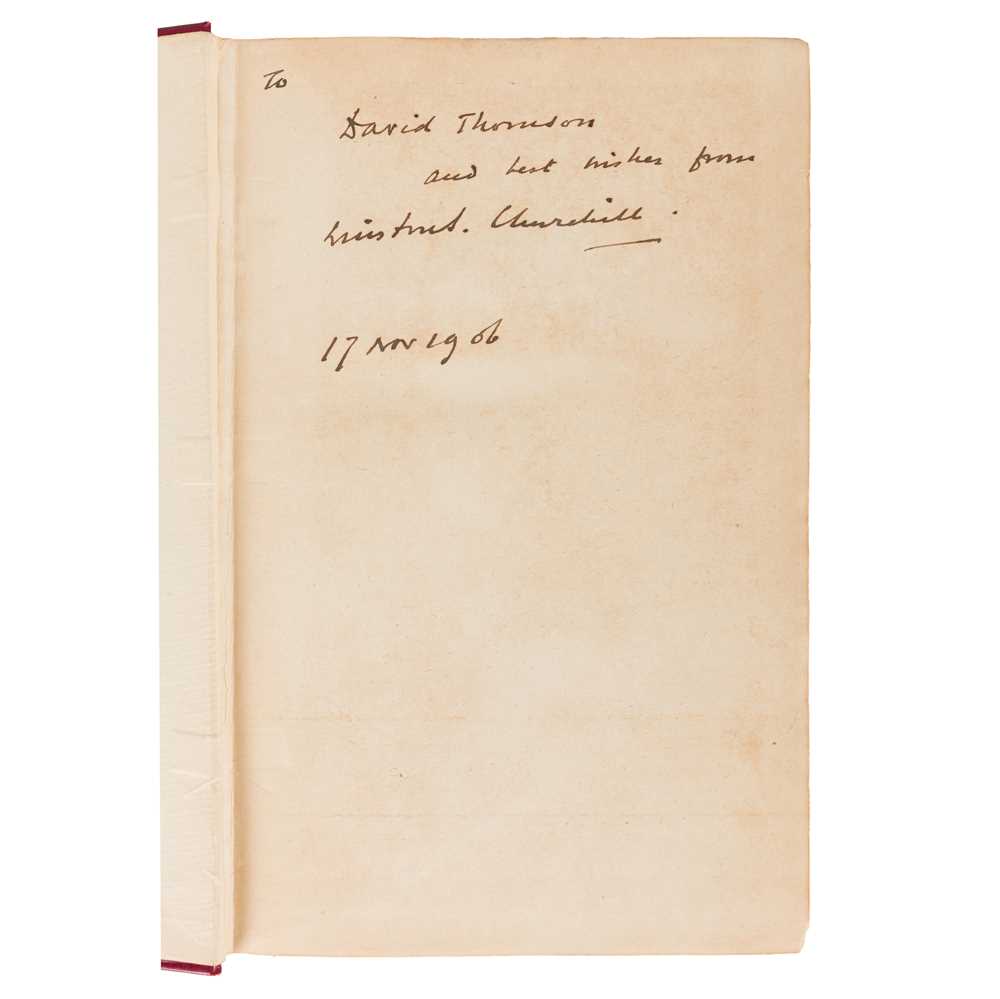 To
David Thomson
and best wishes from
Winston S. Churchill.
17 Nov 1906